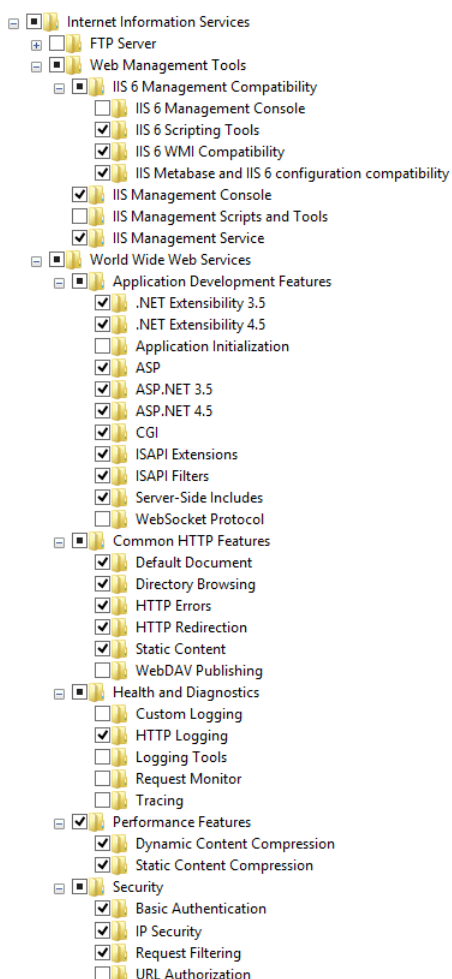 Internet Information Services
FTP Server
Web Management Tools
IIS 6 Management Compatibility
IIS 6 Management Console
IIS 6 Scripting Tools
IIS 6 WMI Compatibility
IIS Metabase and IIS 6 configuration compatibility
IIS Management Console
IIS Management Scripts and Tools
IIS Management Service
World Wide Web Services
Application Development Features
.NET Extensibility 3.5
.NET Extensibility 4.5
Application Initialization
ASP
ASP.NET 3.5
ASP.NET 4.5
CGI
ISAPI Extensions
ISAPI Filters
Server-Side Includes
WebSocket Protocol
Common HTTP Features
Default Document
Directory Browsing
HTTP Errors
HTTP Redirection
Static Content
WebDAV Publishing
Health and Diagnostics
Custom Logging
HTTP Logging
Logging Tools
Request Monitor
Tracing
Performance Features
Dynamic Content Compression
Static Content Compression
Security
Basic Authentication
IP Security
Request Filtering
URL Authorization